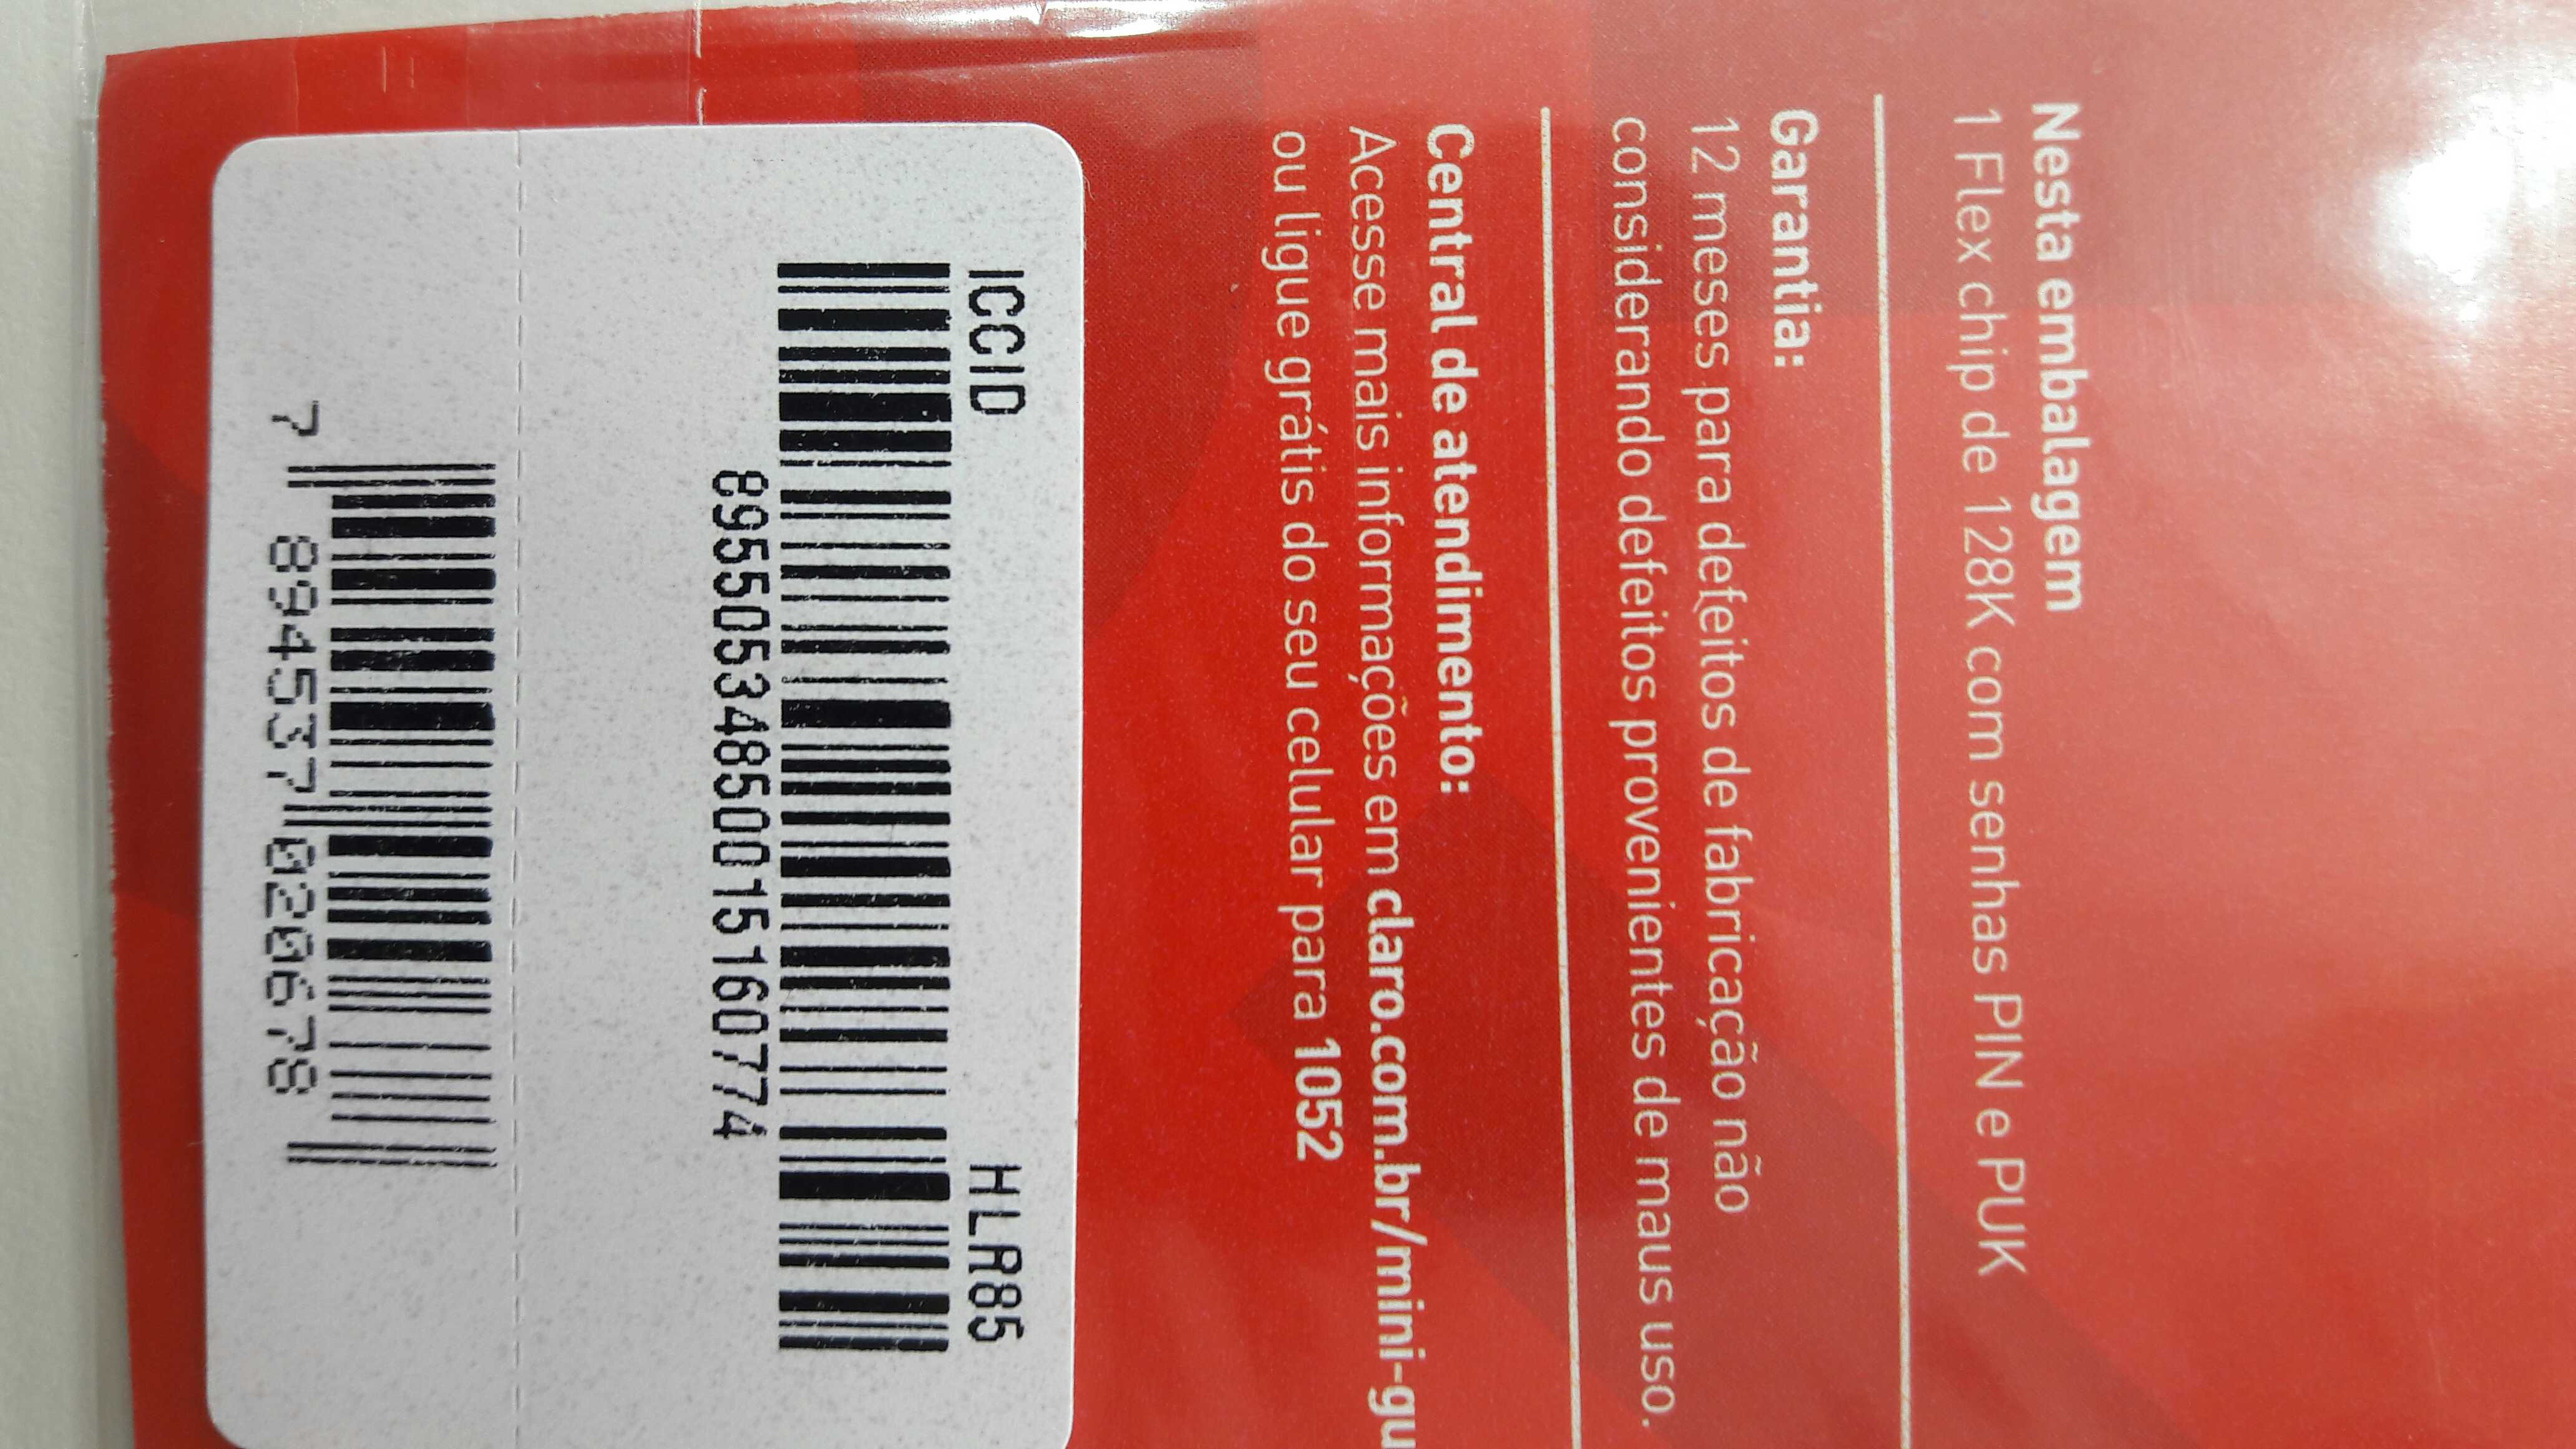 Nesta embalagem
1 Flex chip de 128K com senhas PIN e PUK
Garantia:
12 meses para defeitos de fabricação não
considerando defeitos provenientes de maus uso.
Central de atendimento:
Acesse mais informações em claro.com.br/mini-gu
ou ligue grátis do seu celular para 1052
ICCID HLR85
89550534850015160774
7 894537 020678